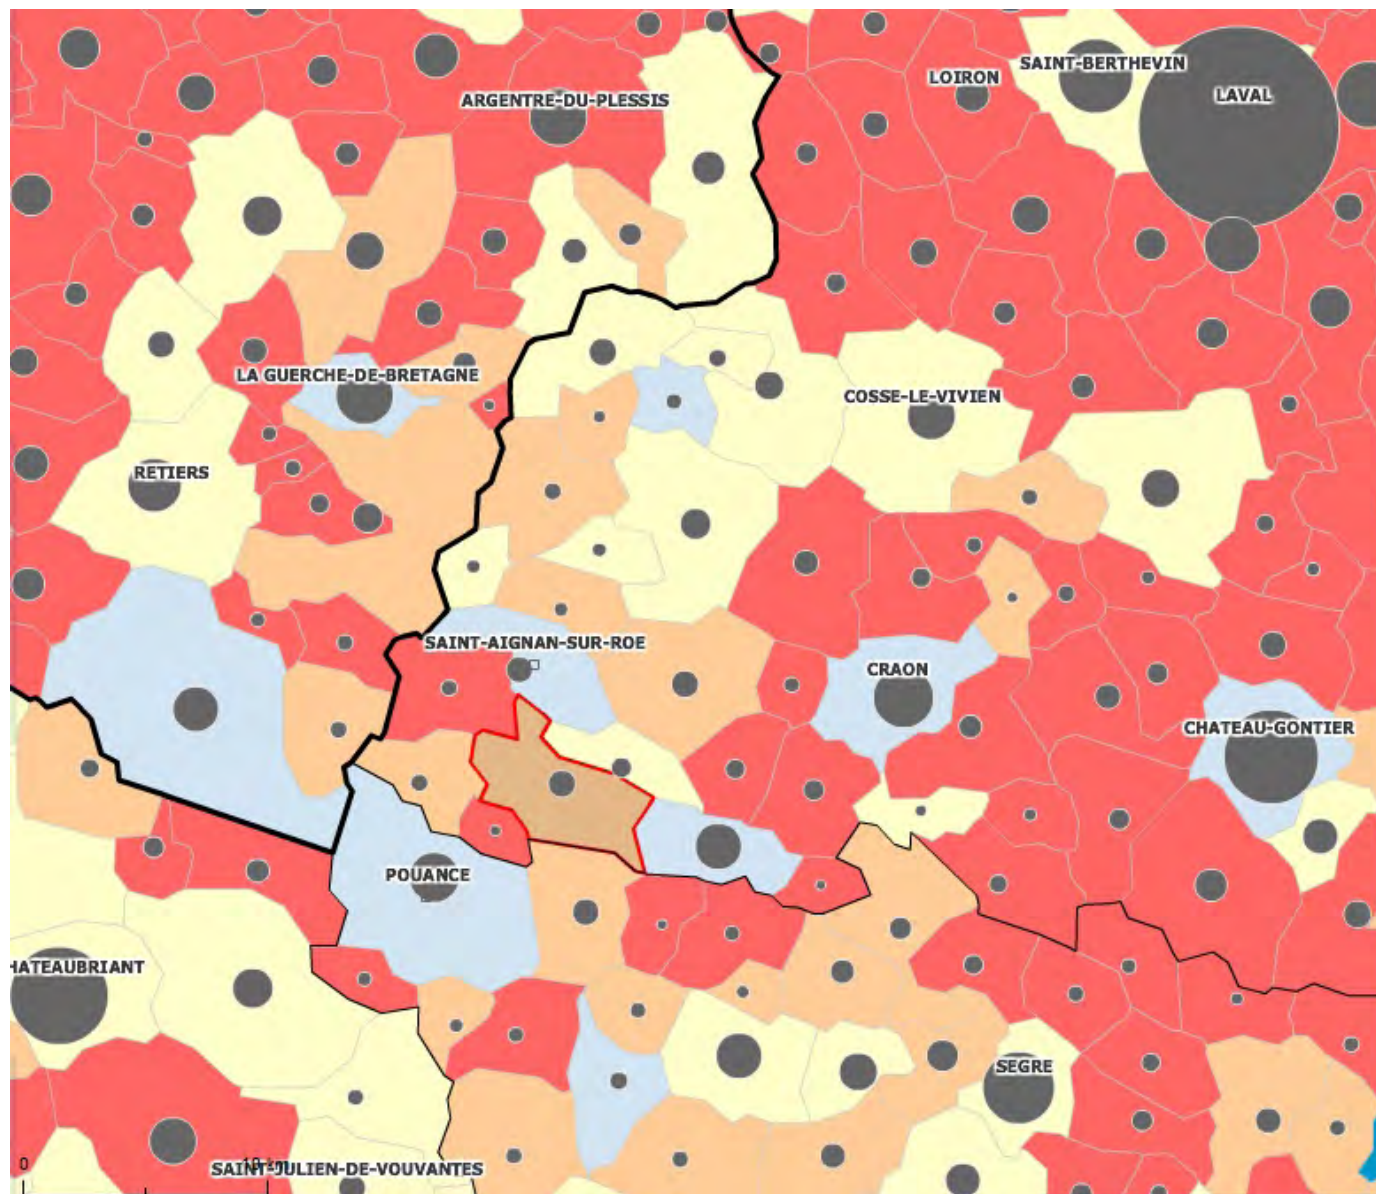 SAINT-BERTHEVIN
LOIRON
LAVAL
ARGENTRE-DU-PLESSIS
LA GUERCHE-DE-BRETAGNE
COSSE-LE-VIVIEN
RETIERS
SAINT-AIGNAN-SUR-ROE
CRAON
CHATEAU-GONTIER
POUANCE
HATEAUBRIANT
SEGRE
0
SAINT-JULIEN-DE-VOUVANTES